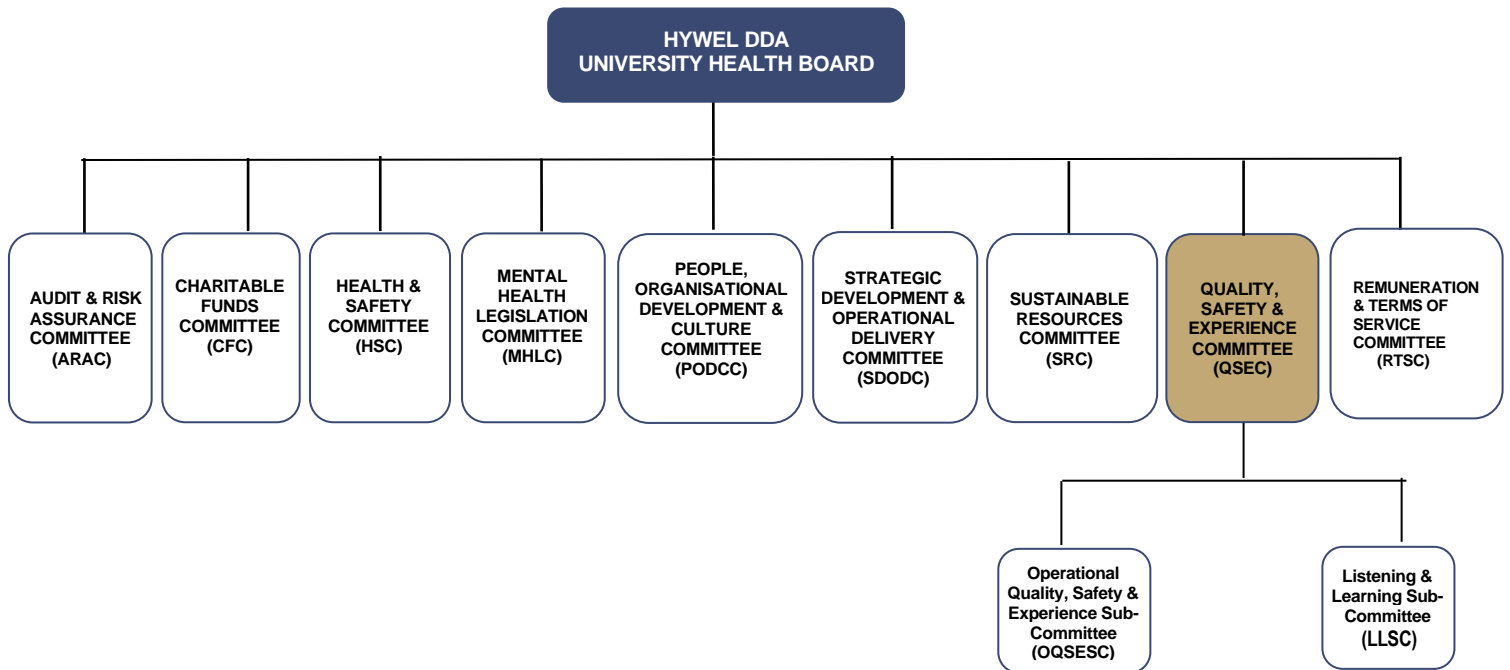 HYWEL DDA
UNIVERSITY HEALTH BOARD
AUDIT & RISK
ASSURANCE
COMMITTEE
(ARAC)
CHARITABLE
FUNDS
COMMITTEE
(CFC)
HEALTH &
SAFETY
COMMITTEE
(HSC)
MENTAL
HEALTH
LEGISLATION
COMMITTEE
(MHLC)
PEOPLE,
ORGANISATIONAL
DEVELOPMENT &
CULTURE
COMMITTEE
(PODCC)
STRATEGIC
DEVELOPMENT &
OPERATIONAL
DELIVERY
COMMITTEE
(SDODC)
SUSTAINABLE
RESOURCES
COMMITTEE
(SRC)
QUALITY,
SAFETY &
EXPERIENCE
COMMITTEE
(QSEC)
REMUNERATION
& TERMS OF
SERVICE
COMMITTEE
(RTSC)
Operational
Quality, Safety &
Experience Sub-
Committee
(OQSESC)
Listening &
Learning Sub-
Committee
(LLSC)